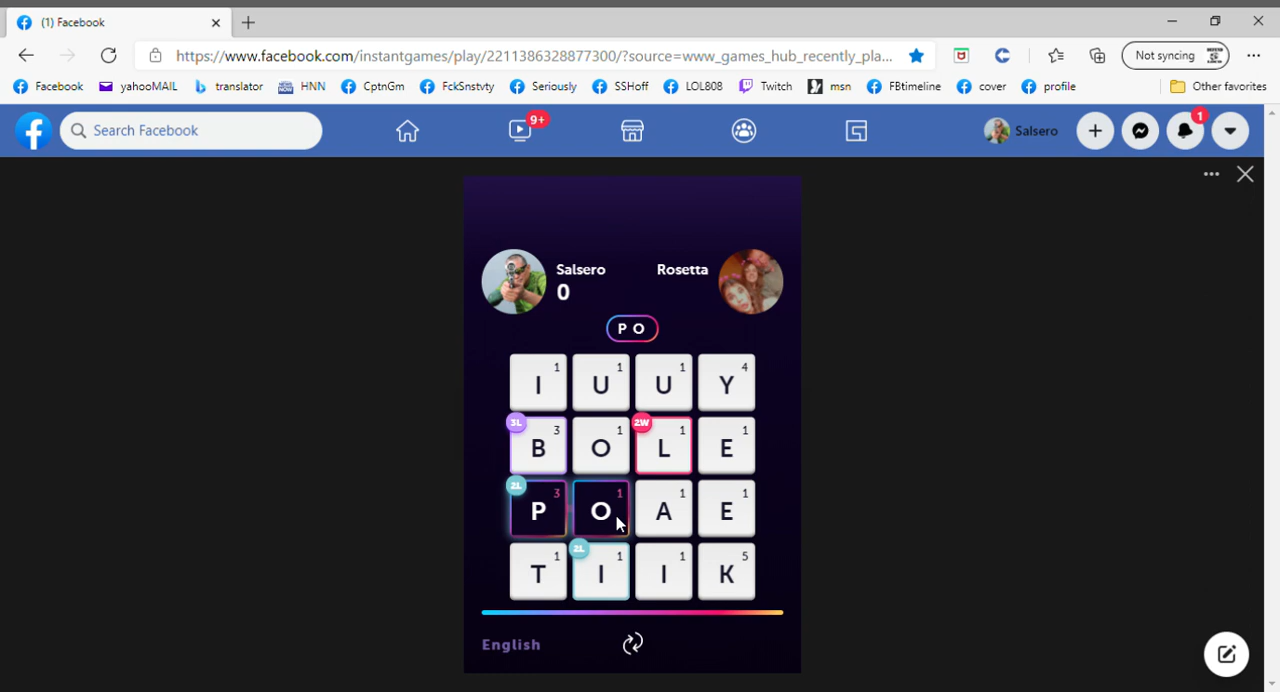 (1) Facebook
https://www.facebook.com/instantgames/play/2211386328877300/?source=www_games_hub_recently_pla...
Not syncing
Facebook yahooMAIL translator HNN CptnGm FckSnstvty Seriously SSHoff LOL808 Twitch msn FBtimeline cover profile Other favorites
Search Facebook
9+
Salsero
1
Salsero
0
Rosetta
P O
I 1 U 1 U 1 Y 4
3L B 3 O 1 2W L 1 E 1
2L P 3 O 1 A 1 E 1
T 1 2L I 1 I 1 K 5
English